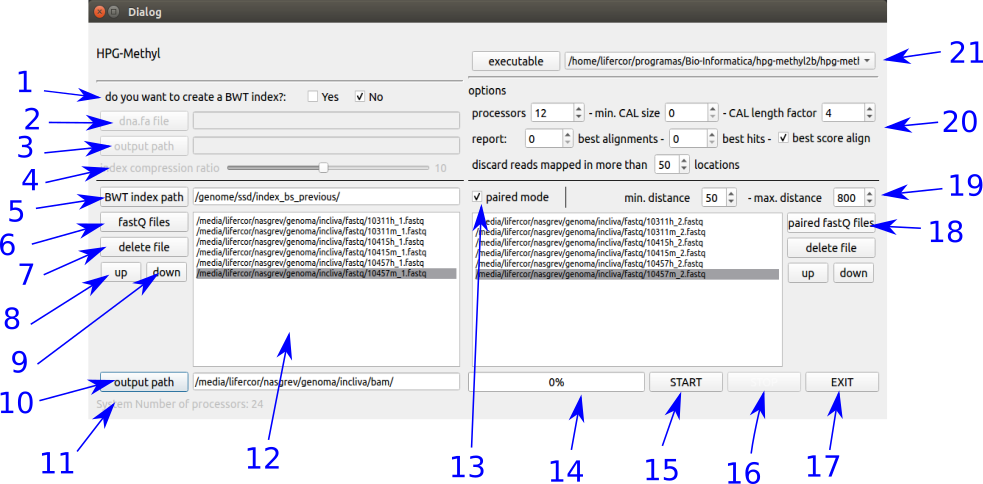 Dialog
HPG-Methyl
executable
/home/lifercor/programas/Bio-Informatica/hpg-methyl2b/hpg-metl
21
1
do you want to create a BWT index?:
Yes
No
options
2
dna.fa file
processors 12 - min. CAL size 0 - CAL length factor 4
20
3
output path
report: 0 best alignments - 0 best hits - best score align
4
index compression ratio
10
discard reads mapped in more than 50 locations
5
BWT index path
/genome/ssd/index_bs_previous/
paired mode
min. distance 50 - max. distance 800
19
6
fastQ files
7
delete file
8
up
down
9
/media/lifercor/nasgrev/genoma/incliva/fastq/10311h_1.fastq
/media/lifercor/nasgrev/genoma/incliva/fastq/10311m_1.fastq
/media/lifercor/nasgrev/genoma/incliva/fastq/10415h_1.fastq
/media/lifercor/nasgrev/genoma/incliva/fastq/10415m_1.fastq
/media/lifercor/nasgrev/genoma/incliva/fastq/10457h_1.fastq
/media/lifercor/nasgrev/genoma/incliva/fastq/10457m_1.fastq
/media/lifercor/nasgrev/genoma/incliva/fastq/10311h_2.fastq
/media/lifercor/nasgrev/genoma/incliva/fastq/10311m_2.fastq
/media/lifercor/nasgrev/genoma/incliva/fastq/10415h_2.fastq
/media/lifercor/nasgrev/genoma/incliva/fastq/10415m_2.fastq
/media/lifercor/nasgrev/genoma/incliva/fastq/10457h_2.fastq
/media/lifercor/nasgrev/genoma/incliva/fastq/10457m_2.fastq
paired fastQ files
18
delete file
up
down
10
output path
/media/lifercor/nasgrev/genoma/incliva/bam/
0%
START
EXIT
System Number of processors: 24
11
12
13
14
15
16
17